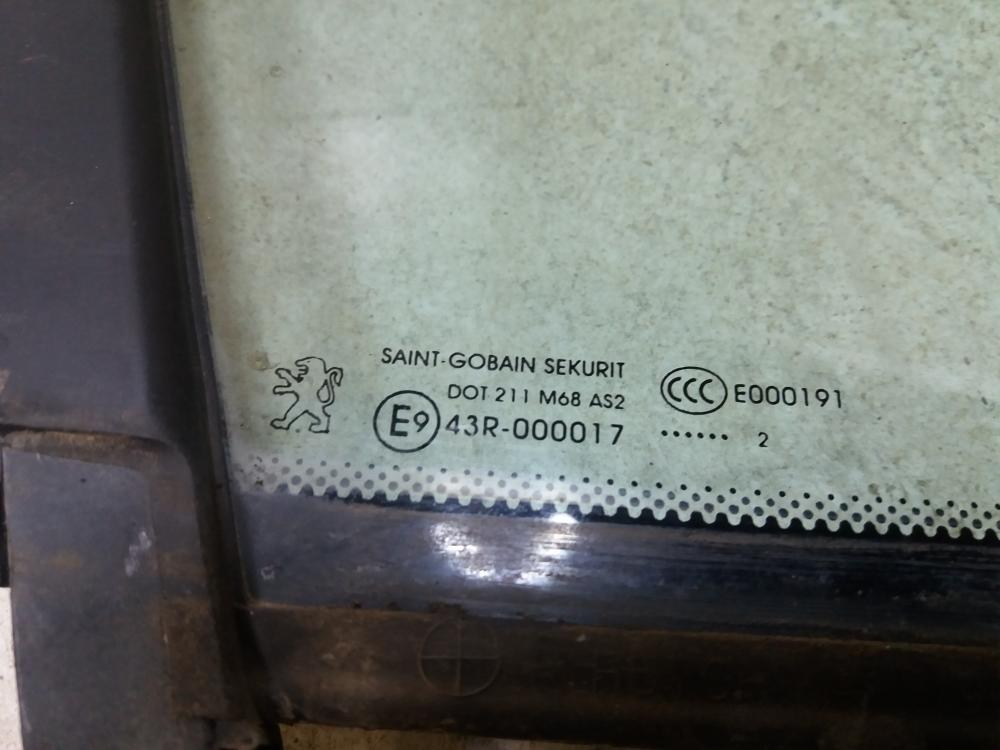 SAINT-GOBAIN SEKURIT
DOT 211 M68 AS2
E9 43R-000017
CCC E000191
...... 2